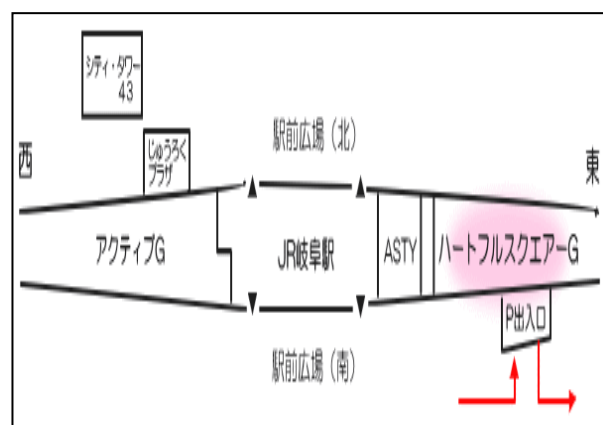 シティ・タワー
43
じゅうろく
プラザ
駅前広場（北）
西
東
アクティブG
JR岐阜駅
ASTY
ハートフルスクエアーG
P出入口
駅前広場（南）